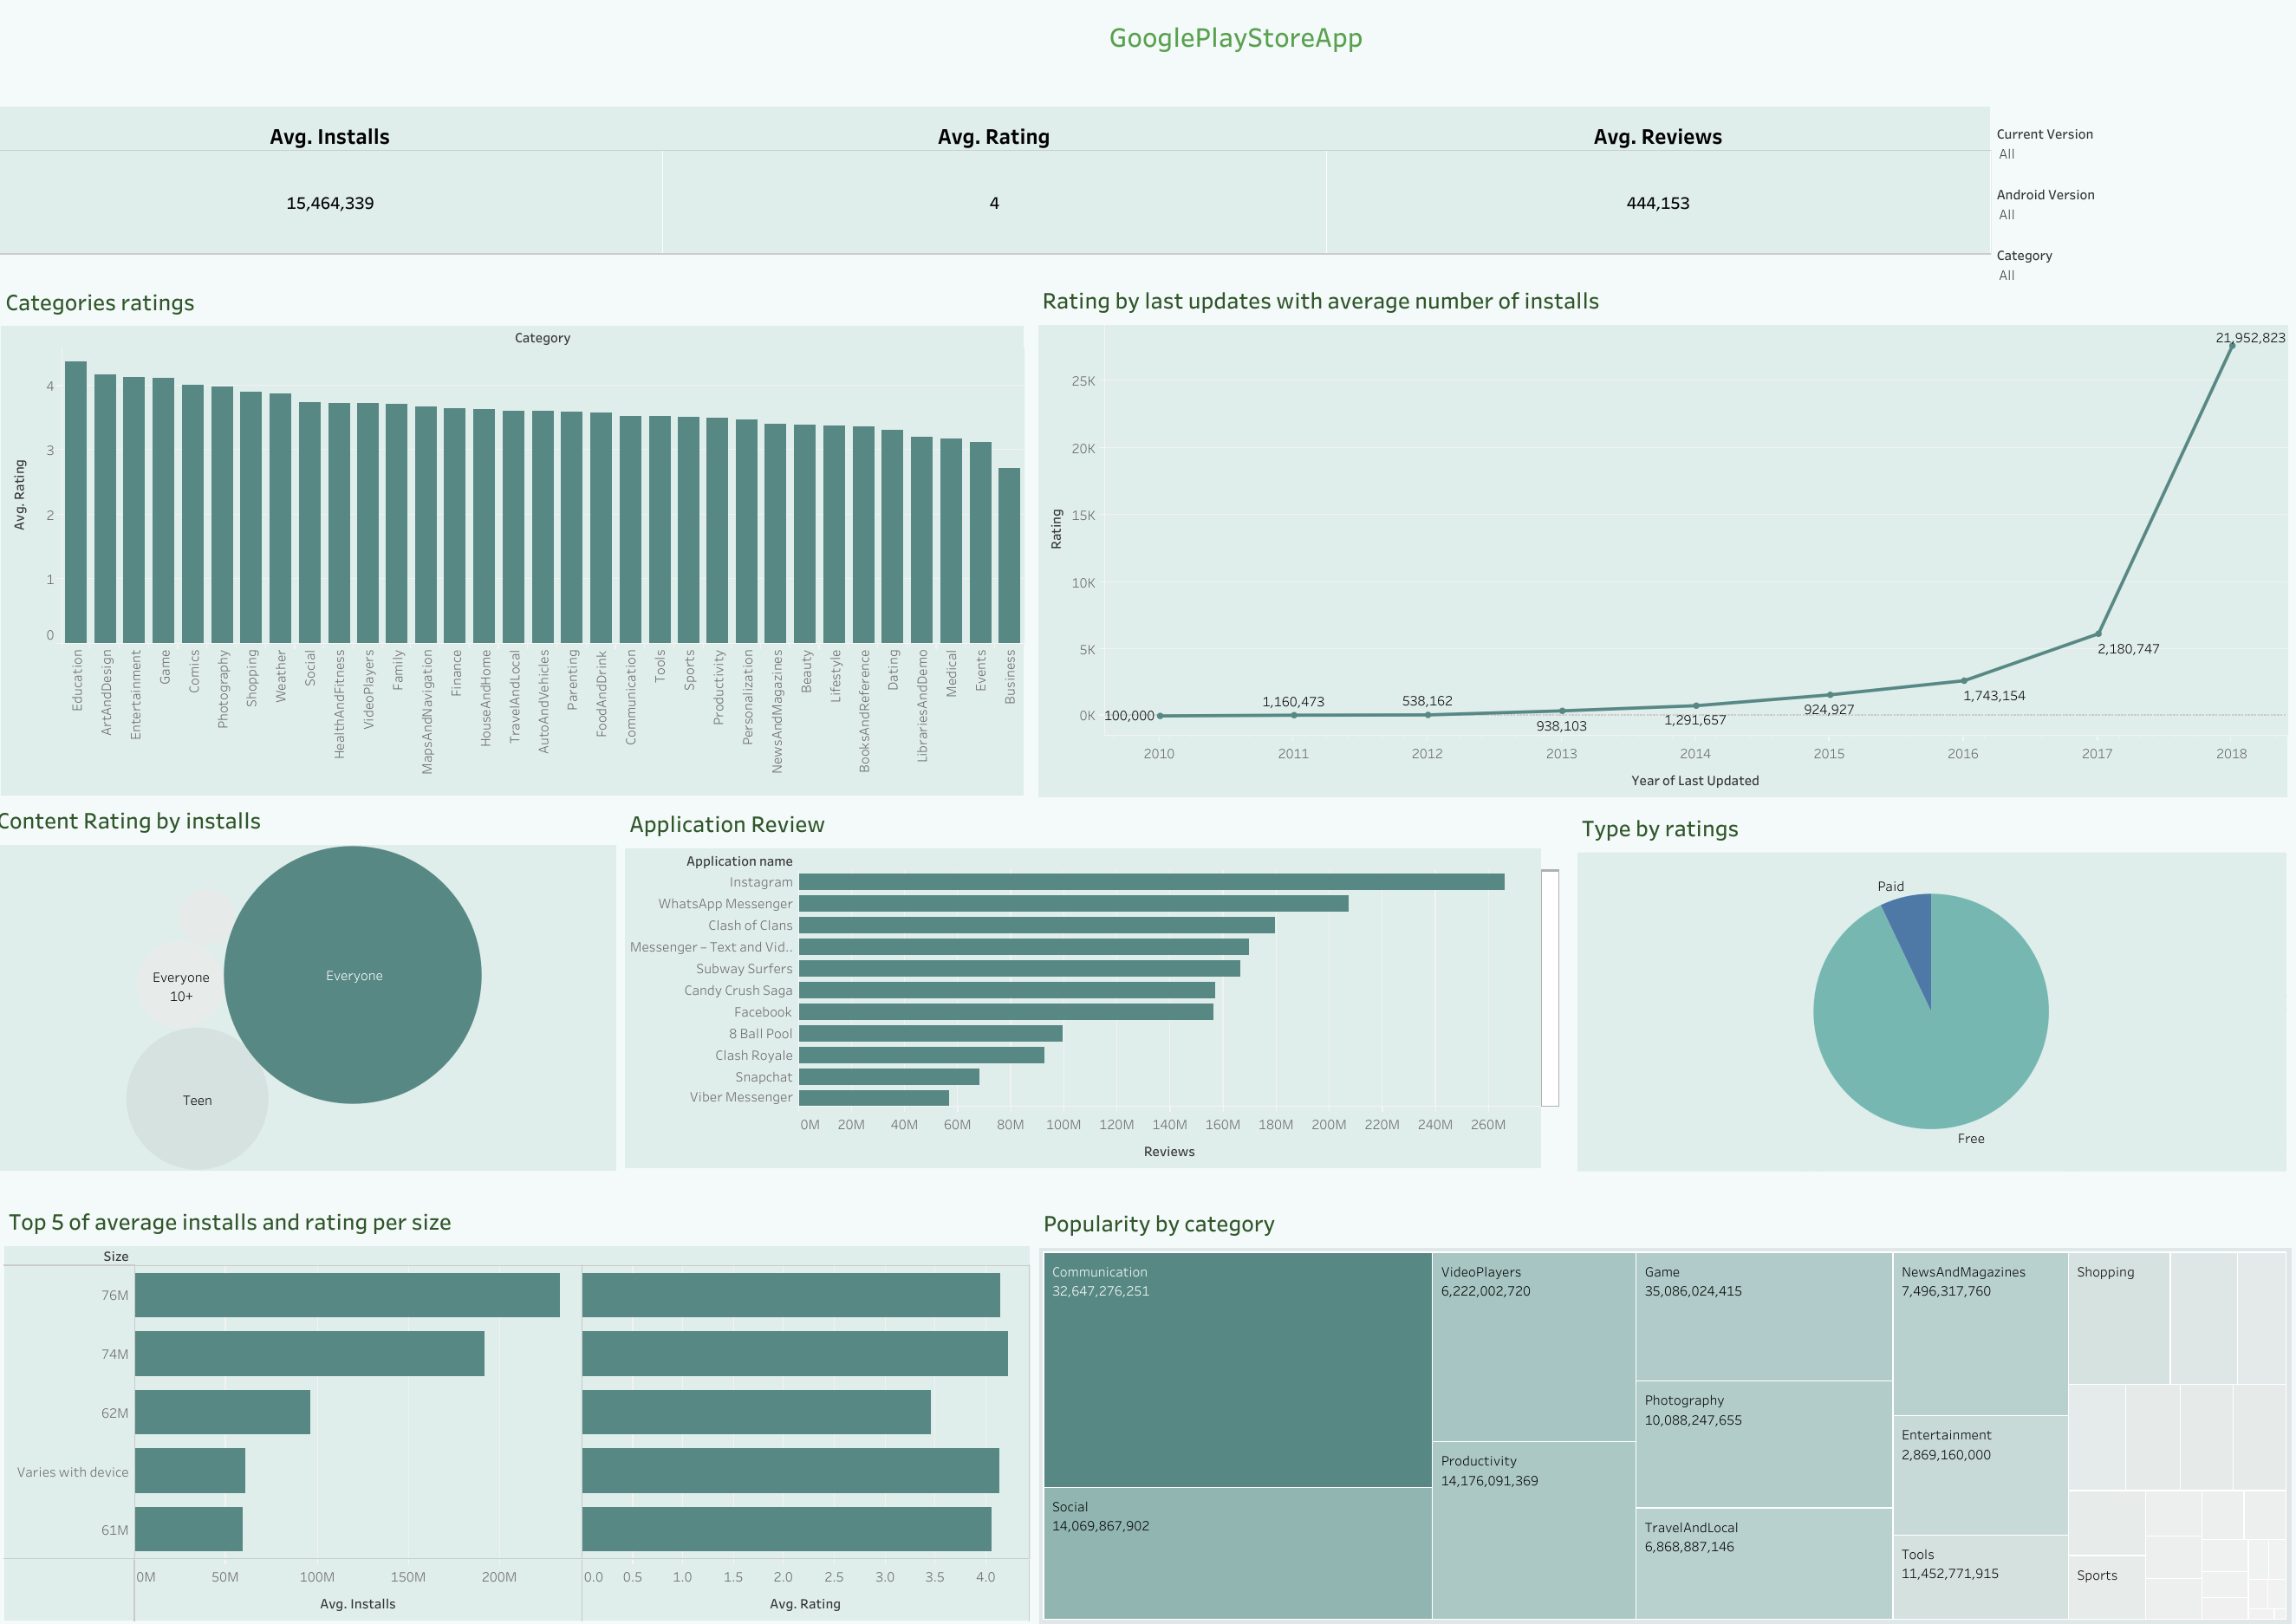 GooglePlayStoreApp
Avg. Installs
Avg. Rating
Avg. Reviews
15,464,339
4
444,153
Current Version
All
Android Version
All
Category
All
Categories ratings
Category
Avg. Rating
4
3
2
1
0
Education
ArtAndDesign
Entertainment
Game
Comics
Photography
Shopping
Weather
Social
HealthAndFitness
VideoPlayers
Family
MapsAndNavigation
Finance
HouseAndHome
TravelAndLocal
AutoAndVehicles
Parenting
FoodAndDrink
Communication
Tools
Sports
Productivity
Personalization
NewsAndMagazines
Beauty
Lifestyle
BooksAndReference
Dating
LibrariesAndDemo
Medical
Events
Business
Rating by last updates with average number of installs
Rating
25K
20K
15K
10K
5K
0K
100,000
1,160,473
538,162
938,103
1,291,657
924,927
1,743,154
2,180,747
21,952,823
2010
2011
2012
2013
2014
2015
2016
2017
2018
Year of Last Updated
Content Rating by installs
Everyone
Everyone
10+
Teen
Application Review
Application name
Instagram
WhatsApp Messenger
Clash of Clans
Messenger – Text and Vid..
Subway Surfers
Candy Crush Saga
Facebook
8 Ball Pool
Clash Royale
Snapchat
Viber Messenger
0M 20M 40M 60M 80M 100M 120M 140M 160M 180M 200M 220M 240M 260M
Reviews
Type by ratings
Paid
Free
Top 5 of average installs and rating per size
Size
76M
74M
62M
Varies with device
61M
0M 50M 100M 150M 200M
Avg. Installs
0.0 0.5 1.0 1.5 2.0 2.5 3.0 3.5 4.0
Avg. Rating
Popularity by category
Communication
32,647,276,251
Social
14,069,867,902
VideoPlayers
6,222,002,720
Productivity
14,176,091,369
Game
35,086,024,415
Photography
10,088,247,655
TravelAndLocal
6,868,887,146
NewsAndMagazines
7,496,317,760
Entertainment
2,869,160,000
Tools
11,452,771,915
Shopping
Sports